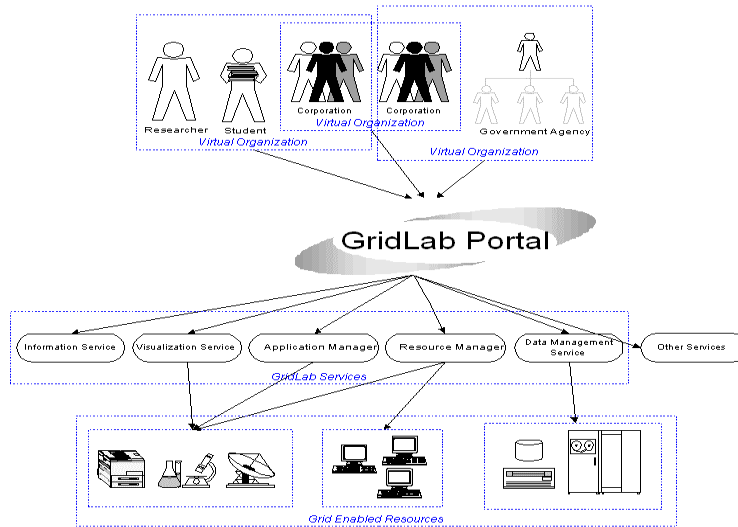 Corporation
Corporation
Virtual Organization
Researcher
Student
Government Agency
Virtual Organization
Virtual Organization
GridLab Portal
Information Service
Visualization Service
Application Manager
Resource Manager
Data Management
Service
Other Services
GridLab Services
Grid Enabled Resources